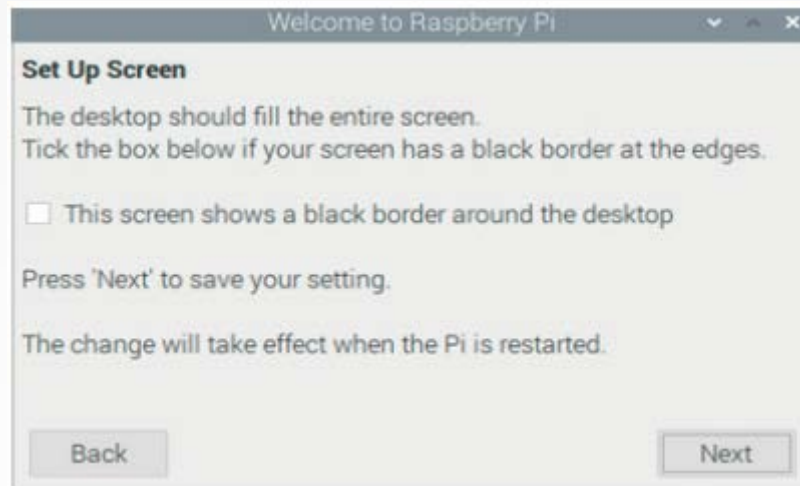 Welcome to Raspberry Pi
Set Up Screen
The desktop should fill the entire screen.
Tick the box below if your screen has a black border at the edges.
This screen shows a black border around the desktop
Press 'Next' to save your setting.
The change will take effect when the Pi is restarted.
Back Next